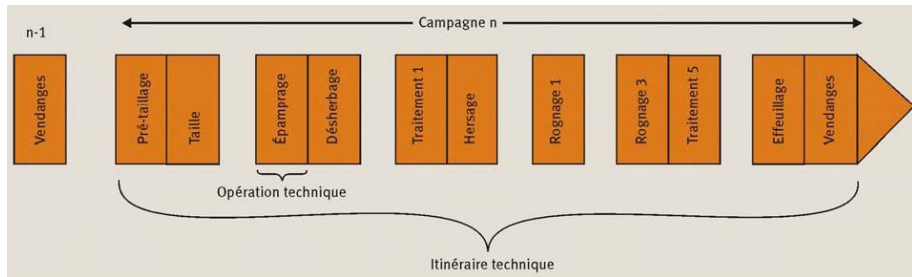 Campagne n
n-1
Vendanges
Pré-taillage
Taille
Épamprage
Désherbage
Traitement 1
Hersage
Rognage 1
Rognage 3
Traitement 5
Effeuillage
Vendanges
Opération technique
Itinéraire technique